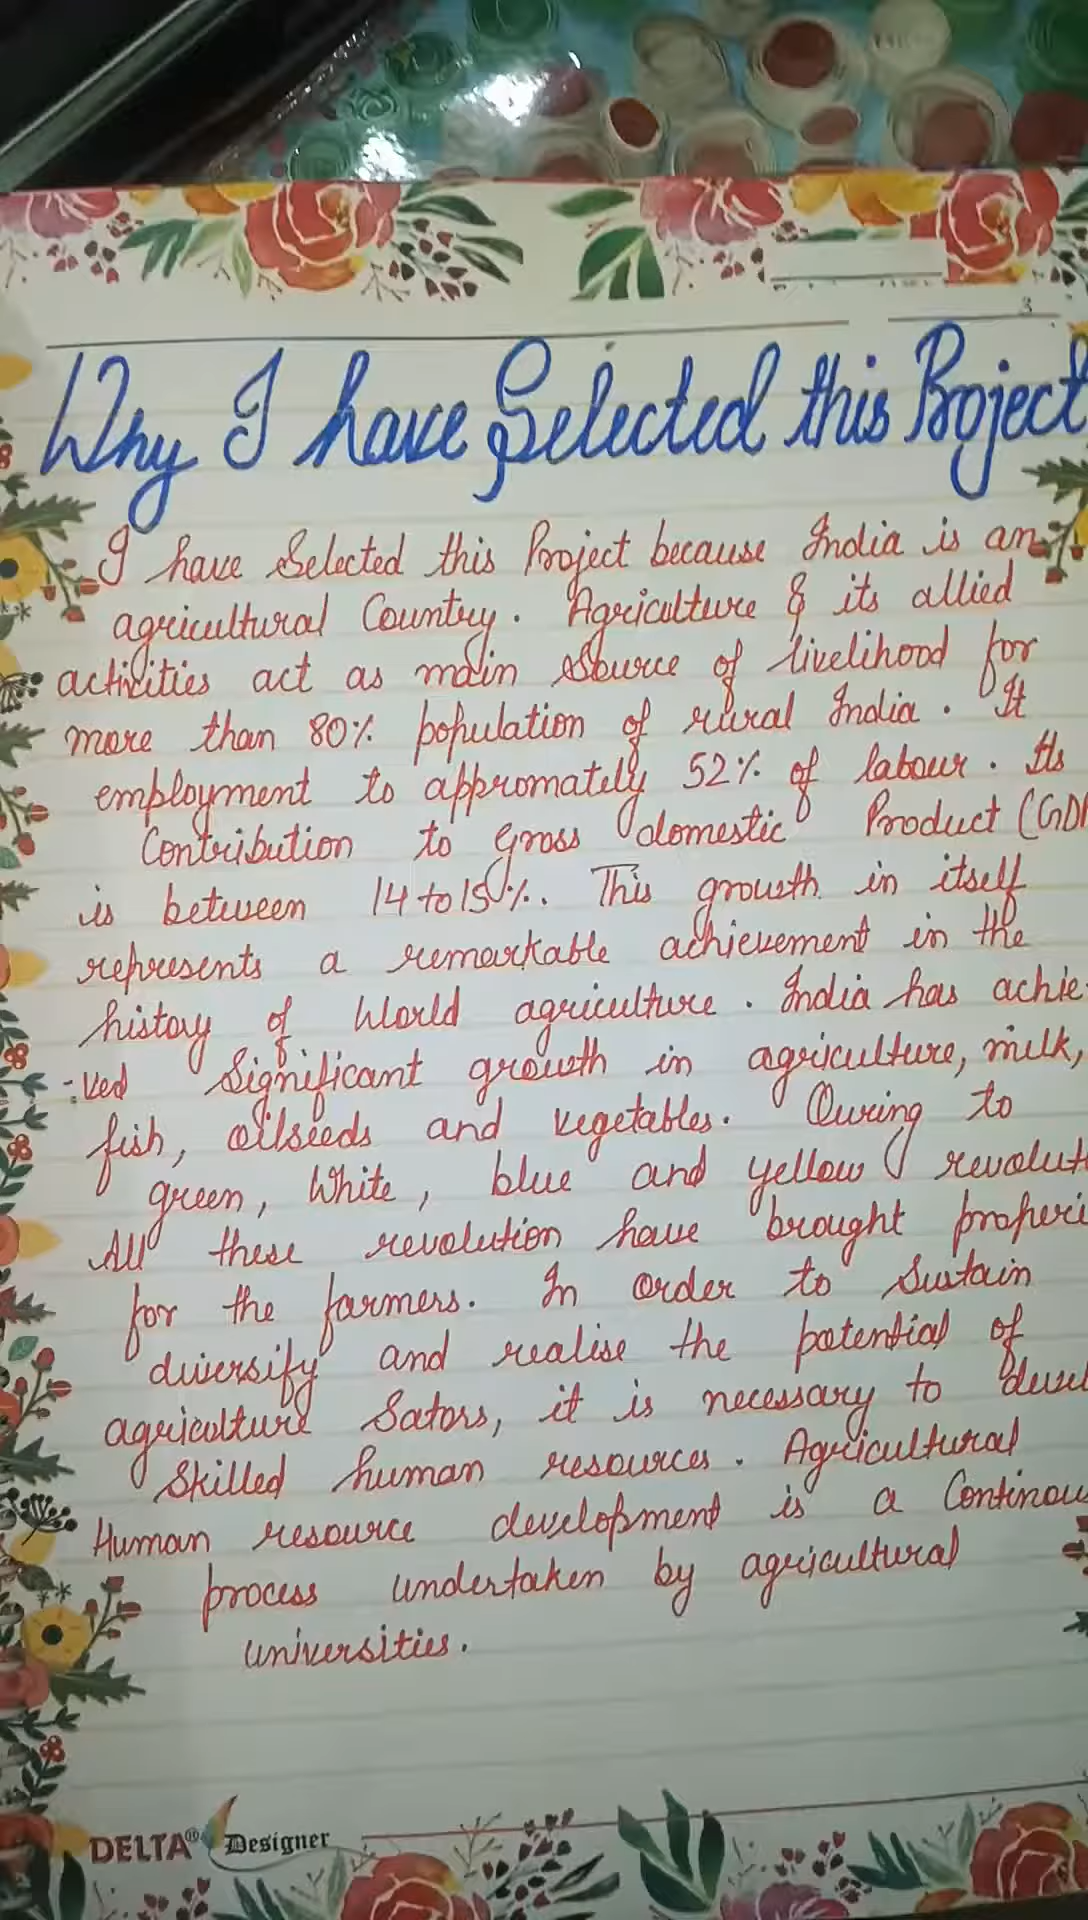 3
Why I have Selected this Project
I have Selected this Project because India is an
agricultural Country. Agriculture & its allied
activities act as main source of livelihood for
more than 80% population of rural India. It
employment to appromately 52% of labour. Its
Contribution to Gross domestic Product (GDP
is between 14 to 15%. This growth in itself
represents a remarkable achievement in the
history of World agriculture. India has achie-
-:ved Significant growth in agriculture, milk,
fish, oilseeds and vegetables. Owing to
green, White, blue and yellow revolut
All these revolution have brought properi
for the farmers. In order to Sustain
diversify and realise the potential of
agriculture Sators, it is necessary to devel
Skilled human resources. Agricultural
Human resource development is a Continou
process undertaken by agricultural
universities.
DELTA® Designer